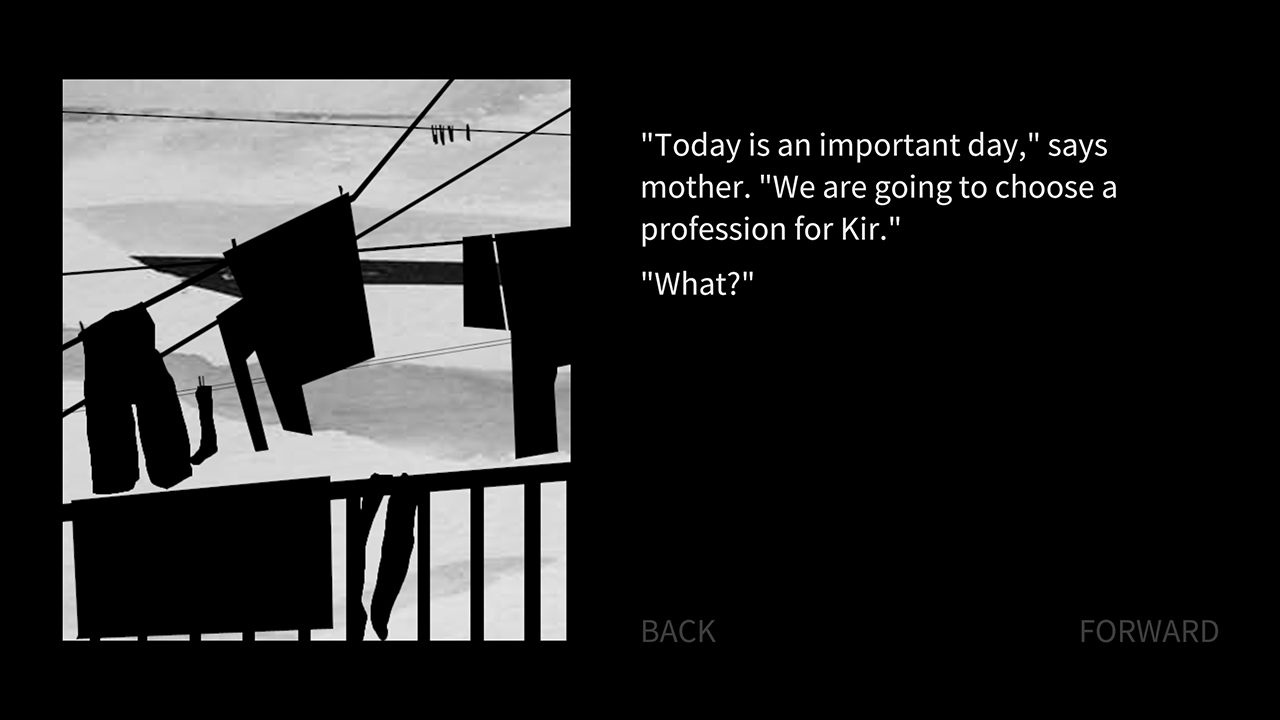 "Today is an important day," says
mother. "We are going to choose a
profession for Kir."
"What?"
BACK
FORWARD